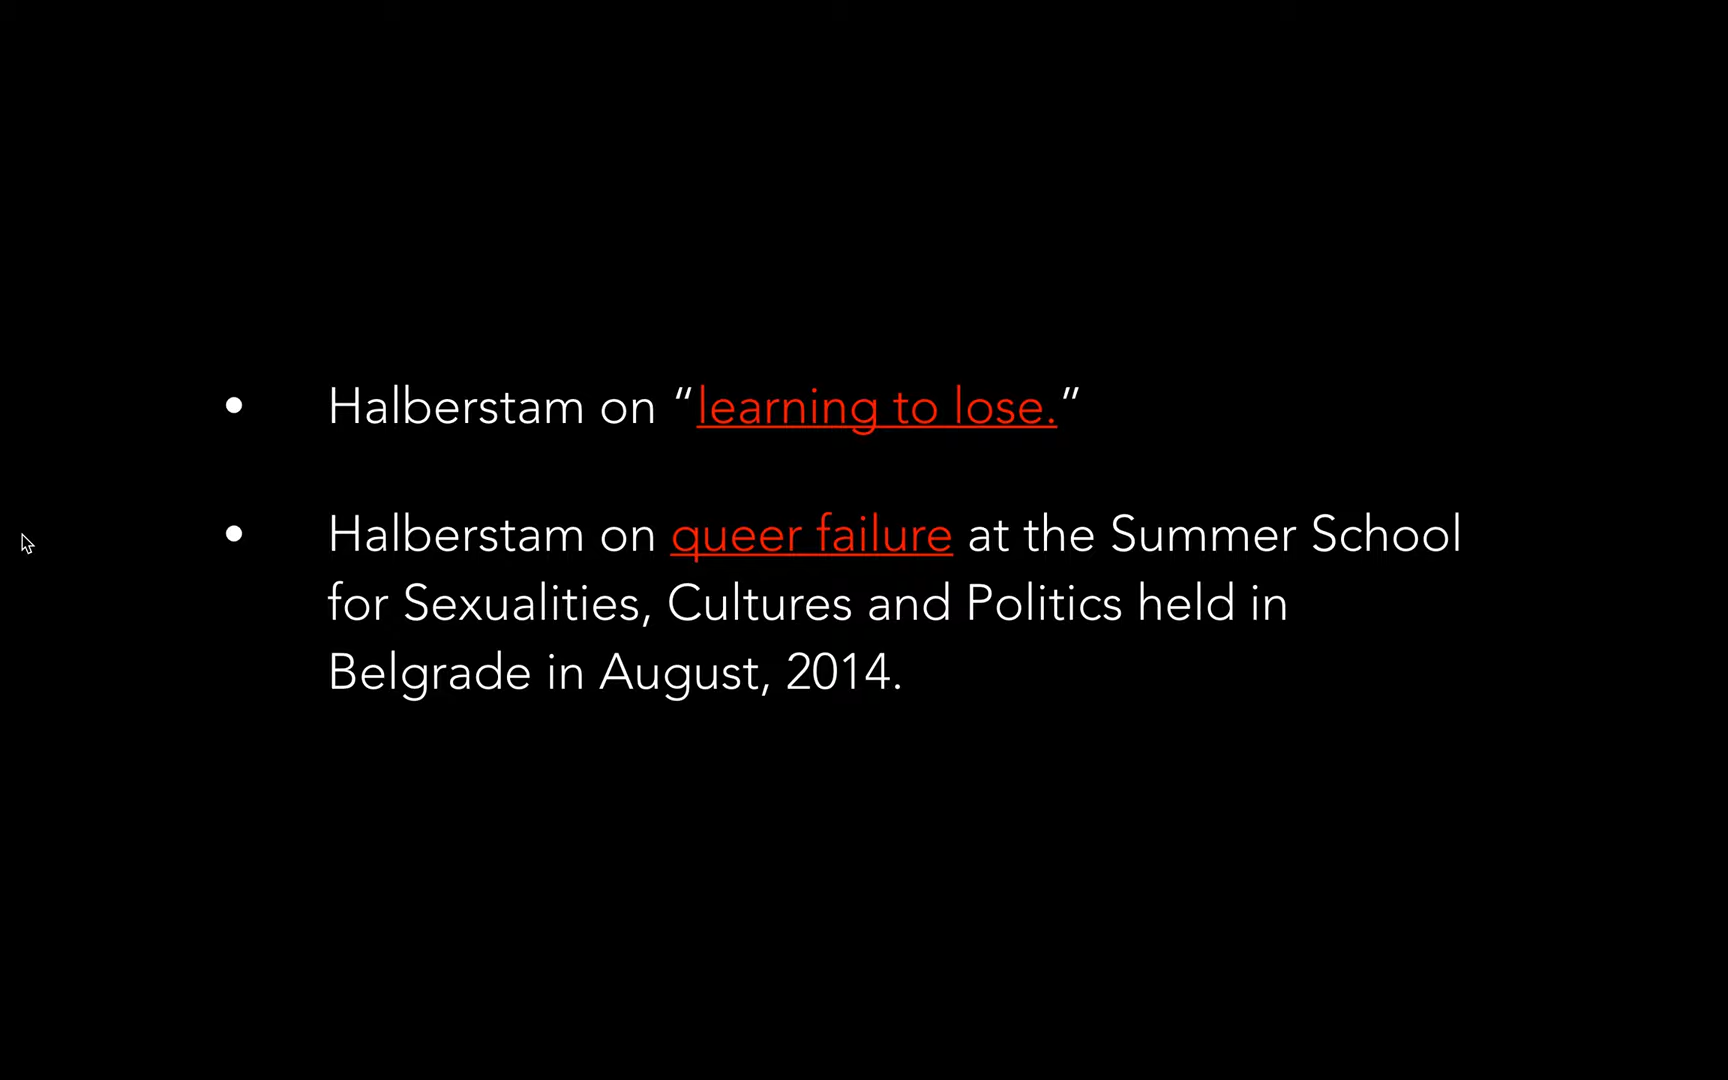 • Halberstam on “learning to lose.”
• Halberstam on queer failure at the Summer School
for Sexualities, Cultures and Politics held in
Belgrade in August, 2014.